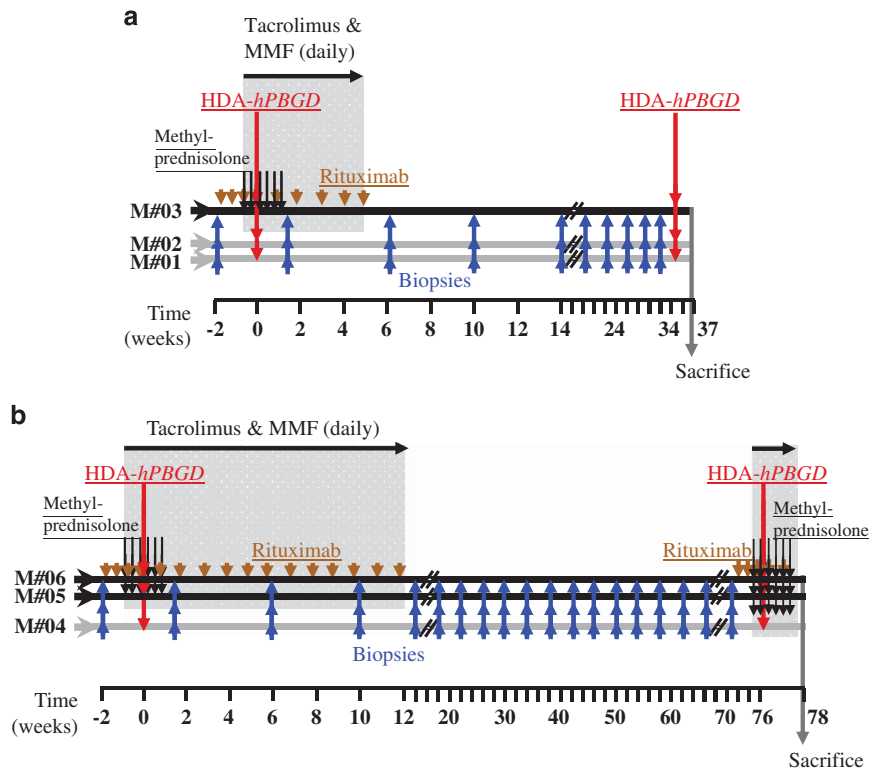 a
Tacrolimus &
MMF (daily)
HDA-hPBGD
HDA-hPBGD
Methyl-
prednisolone
Rituximab
M#03
M#02
M#01
Biopsies
Time
(weeks)
-2 0 2 4 6 8 10 12 14 24 34 37
Sacrifice
b
Tacrolimus & MMF (daily)
HDA-hPBGD
HDA-hPBGD
Methyl-
prednisolone
Methyl-
prednisolone
Rituximab
Rituximab
M#06
M#05
M#04
Biopsies
Time
(weeks)
-2 0 2 4 6 8 10 12 20 30 40 50 60 70 76 78
Sacrifice